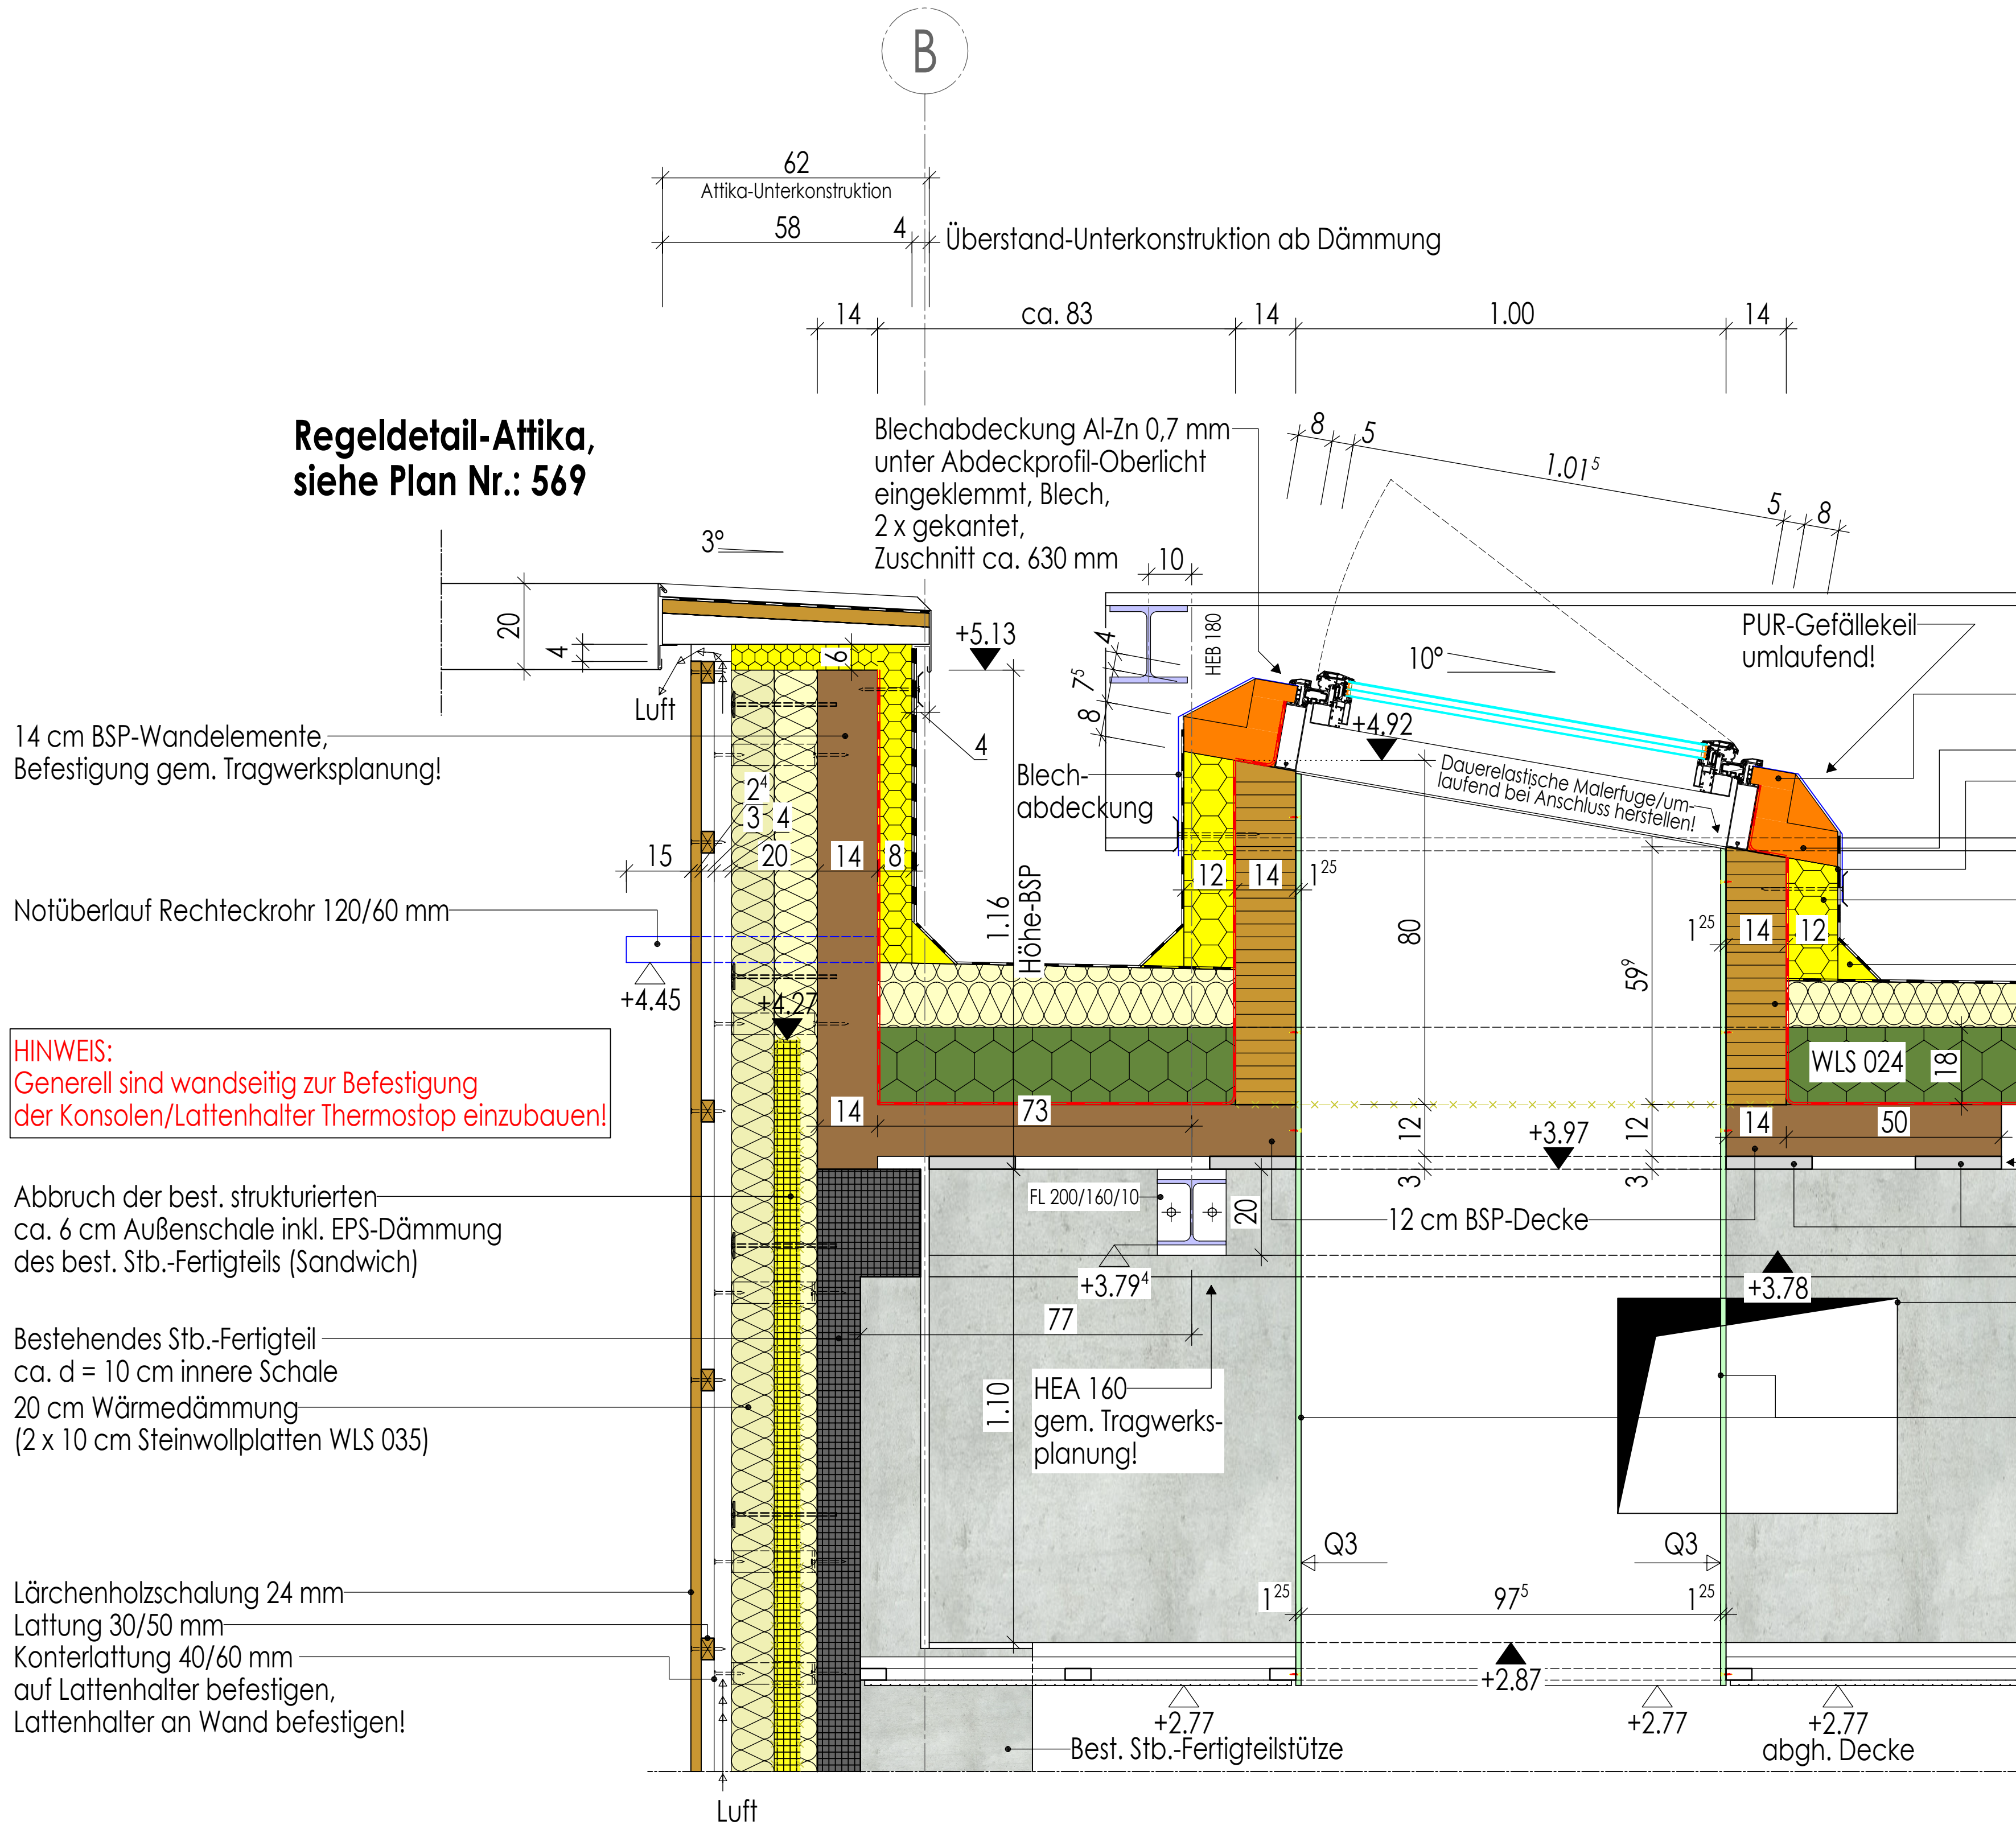 B
62
Attika-Unterkonstruktion
58 4 Überstand-Unterkonstruktion ab Dämmung
14 ca. 83 14 1.00 14
Regeldetail-Attika,
siehe Plan Nr.: 569
Blechabdeckung Al-Zn 0,7 mm
unter Abdeckprofil-Oberlicht
eingeklemmt, Blech,
2 x gekantet,
Zuschnitt ca. 630 mm
8 5 1.01⁵ 5 8
3°
10
20
4
6
+5.13
HEB 180
4
7⁵
8
10°
PUR-Gefällekeil
umlaufend!
Luft
4
+4.92
14 cm BSP-Wandelemente,
Befestigung gem. Tragwerksplanung!
Blech-
abdeckung
Dauerelastische Malerfuge/um-
laufend bei Anschluss herstellen!
2⁴
3 4
15 20 14 8
12 14 1²⁵
1.16
Höhe-BSP
80
59⁹
1²⁵ 14 12
Notüberlauf Rechteckrohr 120/60 mm
+4.45
+4.27
HINWEIS:
Generell sind wandseitig zur Befestigung
der Konsolen/Lattenhalter Thermostop einzubauen!
WLS 024
18
14 73
12
+3.97
12
14 50
3
3
Abbruch der best. strukturierten
ca. 6 cm Außenschale inkl. EPS-Dämmung
des best. Stb.-Fertigteils (Sandwich)
FL 200/160/10
20
12 cm BSP-Decke
+3.79⁴
+3.78
77
Bestehendes Stb.-Fertigteil
ca. d = 10 cm innere Schale
20 cm Wärmedämmung
(2 x 10 cm Steinwollplatten WLS 035)
1.10
HEA 160
gem. Tragwerks-
planung!
Q3
Q3
1²⁵ 97⁵ 1²⁵
Lärchenholzschalung 24 mm
Lattung 30/50 mm
Konterlattung 40/60 mm
auf Lattenhalter befestigen,
Lattenhalter an Wand befestigen!
+2.87
+2.77
+2.77
+2.77
Best. Stb.-Fertigteilstütze
abgh. Decke
Luft